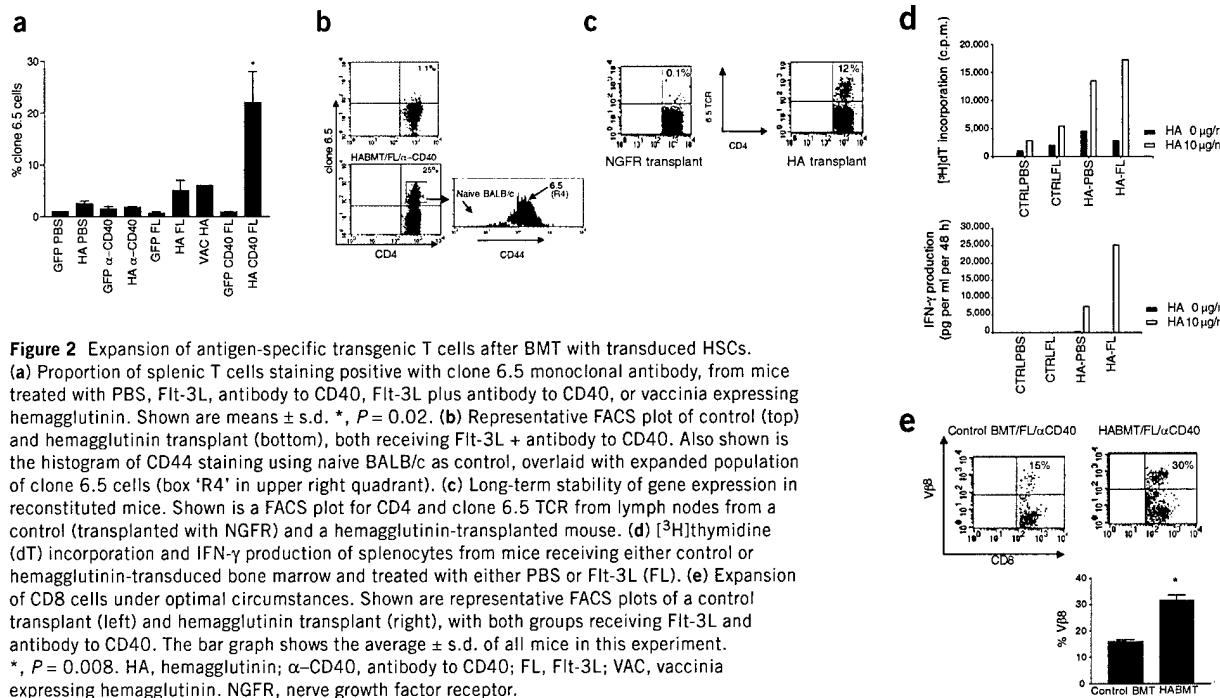 a
30
20
10
0
% clone 6.5 cells
*
GFP PBS
HA PBS
GFP α-CD40
HA α-CD40
GFP FL
HA FL
VAC HA
GFP CD40 FL
HA CD40 FL
b
1.1%
clone 6.5
HABMT/FL/α-CD40
25%
CD4
Naive BALB/c
6.5
(R4)
CD44
c
0.1%
6.5 TCR
CD4
12%
NGFR transplant
HA transplant
d
[³H]dT incorporation (c.p.m.)
20,000
15,000
10,000
5,000
0
HA 0 µg/r
HA 10 µg/r
CTRLPBS
CTRLFL
HA-PBS
HA-FL
IFN-γ production
(pg per ml per 48 h)
30,000
25,000
20,000
15,000
10,000
5,000
0
HA 0 µg/r
HA 10 µg/r
CTRLPBS
CTRLFL
HA-PBS
HA-FL
e
Control BMT/FL/αCD40
HABMT/FL/αCD40
Vβ8
15%
30%
CD8
% Vβ8
40
30
20
10
0
*
Control BMT HABMT
Figure 2 Expansion of antigen-specific transgenic T cells after BMT with transduced HSCs.
(a) Proportion of splenic T cells staining positive with clone 6.5 monoclonal antibody, from mice
treated with PBS, Flt-3L, antibody to CD40, Flt-3L plus antibody to CD40, or vaccinia expressing
hemagglutinin. Shown are means ± s.d. *, P = 0.02. (b) Representative FACS plot of control (top)
and hemagglutinin transplant (bottom), both receiving Flt-3L + antibody to CD40. Also shown is
the histogram of CD44 staining using naive BALB/c as control, overlaid with expanded population
of clone 6.5 cells (box 'R4' in upper right quadrant). (c) Long-term stability of gene expression in
reconstituted mice. Shown is a FACS plot for CD4 and clone 6.5 TCR from lymph nodes from a
control (transplanted with NGFR) and a hemagglutinin-transplanted mouse. (d) [³H]thymidine
(dT) incorporation and IFN-γ production of splenocytes from mice receiving either control or
hemagglutinin-transduced bone marrow and treated with either PBS or Flt-3L (FL). (e) Expansion
of CD8 cells under optimal circumstances. Shown are representative FACS plots of a control
transplant (left) and hemagglutinin transplant (right), with both groups receiving Flt-3L and
antibody to CD40. The bar graph shows the average ± s.d. of all mice in this experiment.
*, P = 0.008. HA, hemagglutinin; α–CD40, antibody to CD40; FL, Flt-3L; VAC, vaccinia
expressing hemagglutinin. NGFR, nerve growth factor receptor.